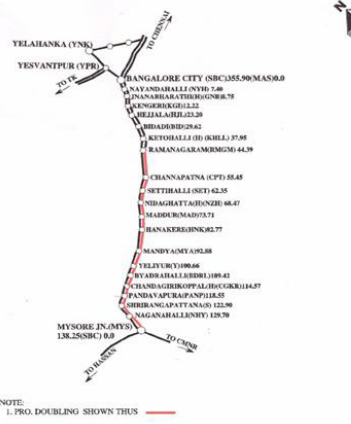 N
TO CHENNAI
YELAHANKA (YNK)
YESVANTPUR (YPR)
TO TK
BANGALORE CITY (SBC)355.90(MAS)0.0
NAYANDAHALLI (NYH) 7.40
JNANABHARATHI(H)(GNB)8.75
KENGERI(KGI)12.22
HEJJALA(HJL)23.20
BIDADI(BID)29.62
KETOHALLI (H) (KHLL) 37.95
RAMANAGARAM(RMGM) 44.39
CHANNAPATNA (CPT) 55.45
SETTIHALLI (SET) 62.35
NIDAGHATTA(H)(NZH) 68.47
MADDUR(MAD)73.71
HANAKERE(HNK)82.77
MANDYA(MYA)92.88
YELIYUR(Y)100.66
BYADRAHALLI(BDRL)109.42
CHANDAGIRIKOPPAL(H)(CGKR)114.57
PANDAVAPURA(PANP)118.55
SHRIRANGAPATTANA(S) 122.90
NAGANAHALLI(NHY) 129.70
MYSORE JN.(MYS)
138.25(SBC) 0.0
TO CMNR
TO HASSAN
NOTE:
1. PRO. DOUBLING SHOWN THUS